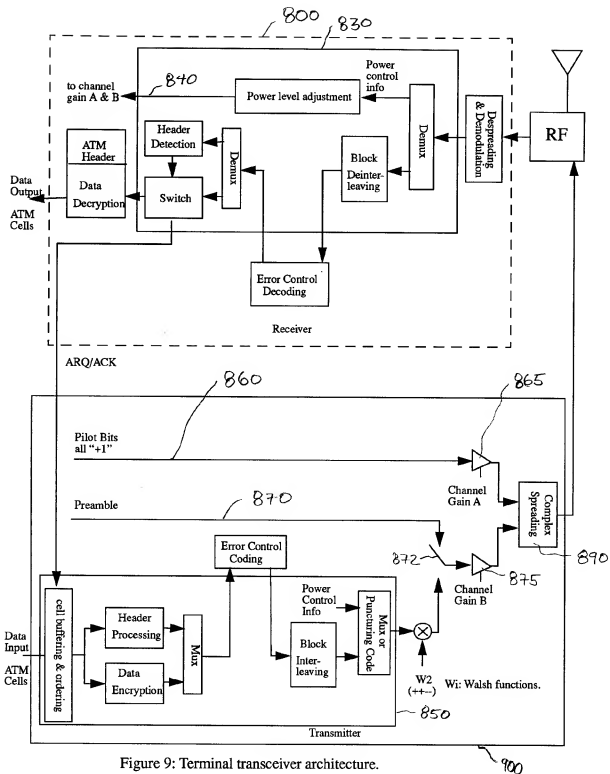 800
830
to channel
gain A & B
840
Power level adjustment
Power
control
info
Demux
Despreading
& Demodulation
RF
ATM
Header
Data
Decryption
Header
Detection
Switch
Demux
Block
Deinter-
leaving
Data
Output
ATM
Cells
Error Control
Decoding
Receiver
ARQ/ACK
860
865
Pilot Bits
all "+1"
Channel
Gain A
Preamble
870
Complex
Spreading
890
Error Control
Coding
872
875
Channel
Gain B
Data Input
ATM
Cells
cell buffering & ordering
Header
Processing
Data
Encryption
Mux
Power
Control
Info
Block
Inter-
leaving
Mux or
Puncturing Code
W2
(++--)
Wi: Walsh functions.
850
Transmitter
900
Figure 9: Terminal transceiver architecture.